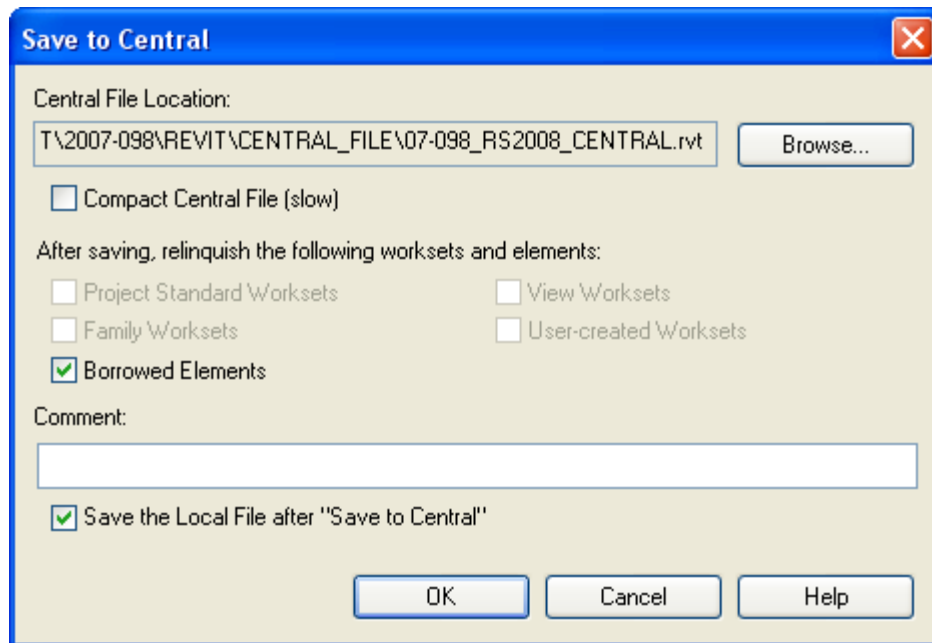 Save to Central
Central File Location:
T\2007-098\REVIT\CENTRAL_FILE\07-098_RS2008_CENTRAL.rvt Browse...
Compact Central File (slow)
After saving, relinquish the following worksets and elements:
Project Standard Worksets View Worksets
Family Worksets User-created Worksets
Borrowed Elements
Comment:
Save the Local File after "Save to Central"
OK Cancel Help